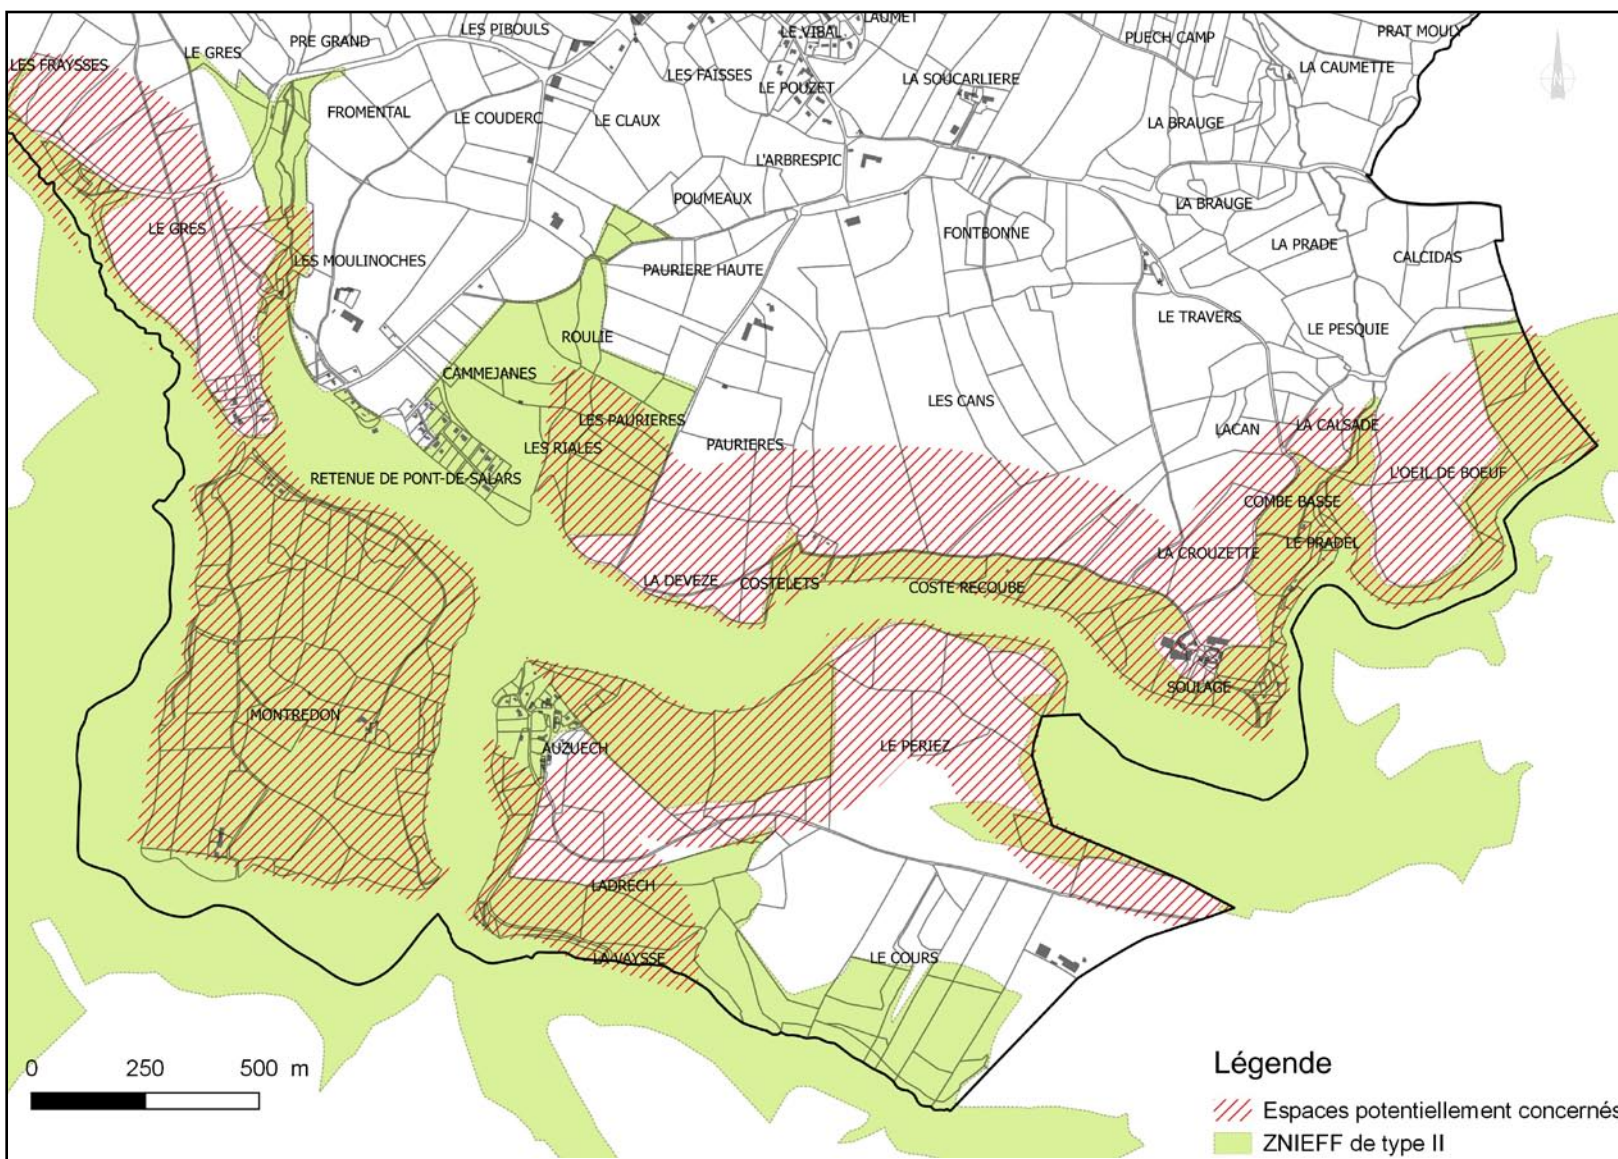 LAUMET
LES PIBOULS
LE VIBAL
PRAT MOULY
PRE GRAND
PUECH CAMP
LE GRES
LES FRAYSSES
LES FAISSES
LA CAUMETTE
LA SOUCARLIERE
LE POUZET
FROMENTAL
LE COUDERC
LE CLAUX
LA BRAUGE
L'ARBRESPIC
POUMEAUX
LA BRAUGE
LE GRES
FONTBONNE
LA PRADE
LES MOULINOCHES
PAURIERE HAUTE
CALCIDAS
LE TRAVERS
LE PESQUIE
ROULIE
CAMMEJANES
LES CANS
LES PAURIERES
LA CALSADE
LACAN
LES RIALES
PAURIERES
RETENUE DE PONT-DE-SALARS
L'OEIL DE BOEUF
COMBE BASSE
LE PRADEL
LA CROUZETTE
LA DEVEZE
COSTELETS
COSTE RECOUBE
SOULAGE
MONTREDON
AUZUECH
LE PERIEZ
LADRECH
LA VAYSSE
LE COURS
0 250 500 m
Légende
Espaces potentiellement concernés
ZNIEFF de type II